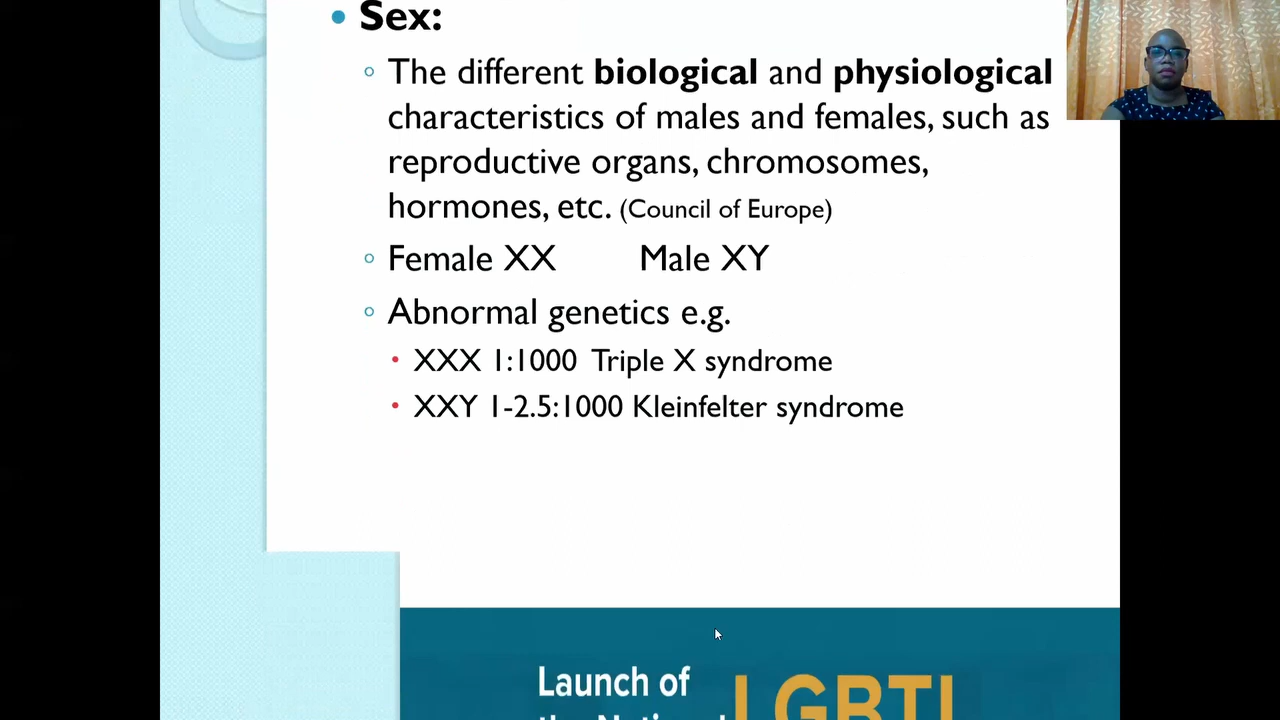 Sex:
The different biological and physiological
characteristics of males and females, such as
reproductive organs, chromosomes,
hormones, etc. (Council of Europe)
Female XX Male XY
Abnormal genetics e.g.
XXX 1:1000 Triple X syndrome
XXY 1-2.5:1000 Kleinfelter syndrome
Launch of
the National
LGBTI